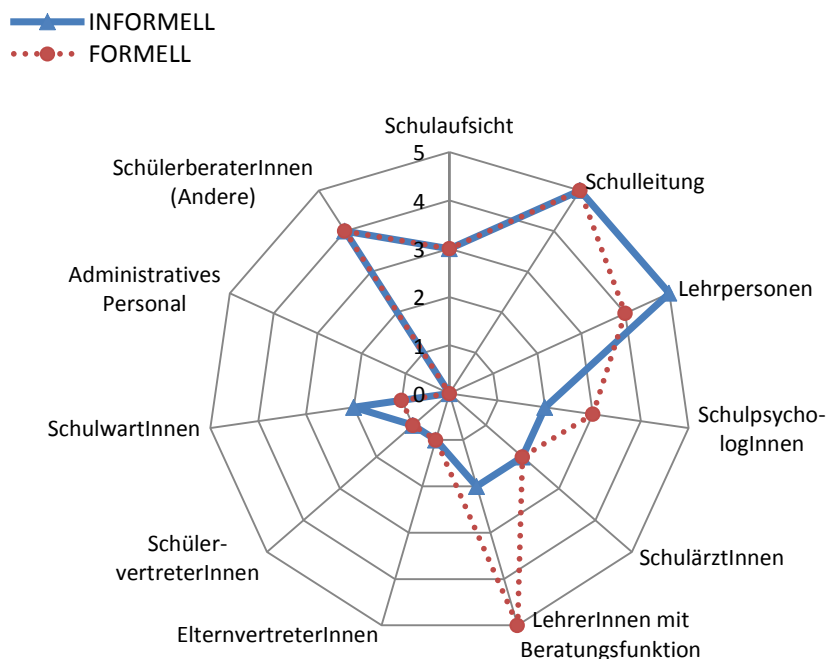 INFORMELL
FORMELL
Schulaufsicht
5
SchülerberaterInnen
(Andere)
Schulleitung
4
Administratives
Personal
3
Lehrpersonen
2
1
0
SchulwartInnen
Schulpsycho-
logInnen
Schüler-
vertreterInnen
SchulärztInnen
ElternvertreterInnen
LehrerInnen mit
Beratungsfunktion